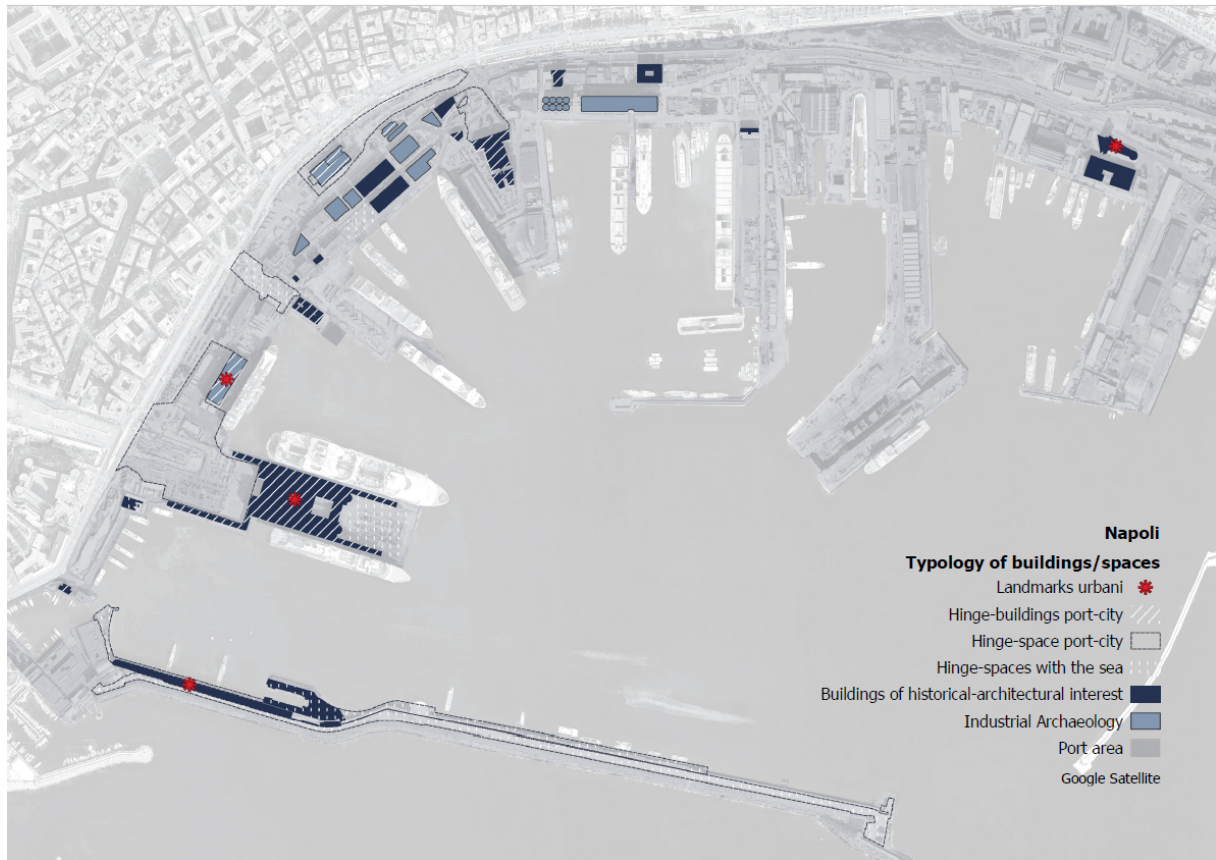 Napoli
Typology of buildings/spaces
Landmarks urbani
Hinge-buildings port-city
Hinge-space port-city
Hinge-spaces with the sea
Buildings of historical-architectural interest
Industrial Archaeology
Port area
Google Satellite